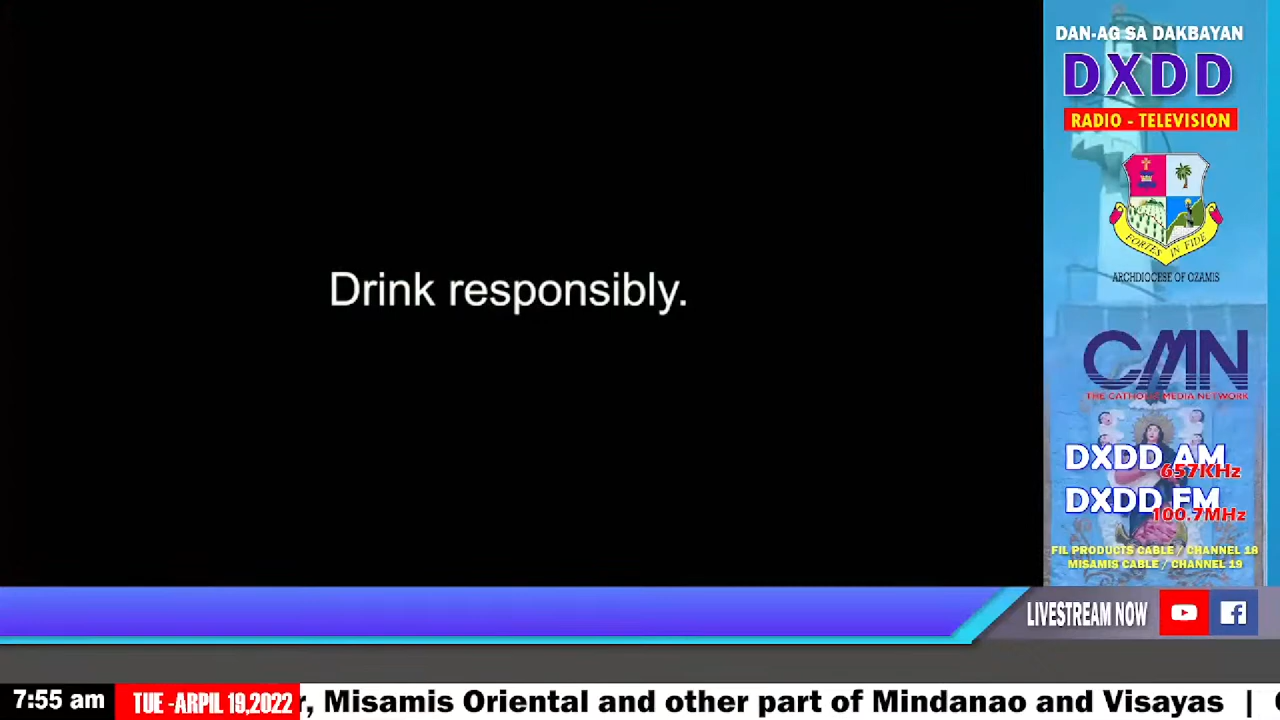 Drink responsibly.
DAN-AG SA DAKBAYAN
DXDD
RADIO - TELEVISION
FORTES IN FIDE
ARCHDIOCESE OF OZAMIS
CMN
THE CATHOLIC MEDIA NETWORK
DXDD AM
657KHz
DXDD FM
100.7MHz
FIL PRODUCTS CABLE / CHANNEL 18
MISAMIS CABLE / CHANNEL 19
LIVESTREAM NOW
7:55 am
TUE -ARPIL 19,2022
, Misamis Oriental and other part of Mindanao and Visayas |